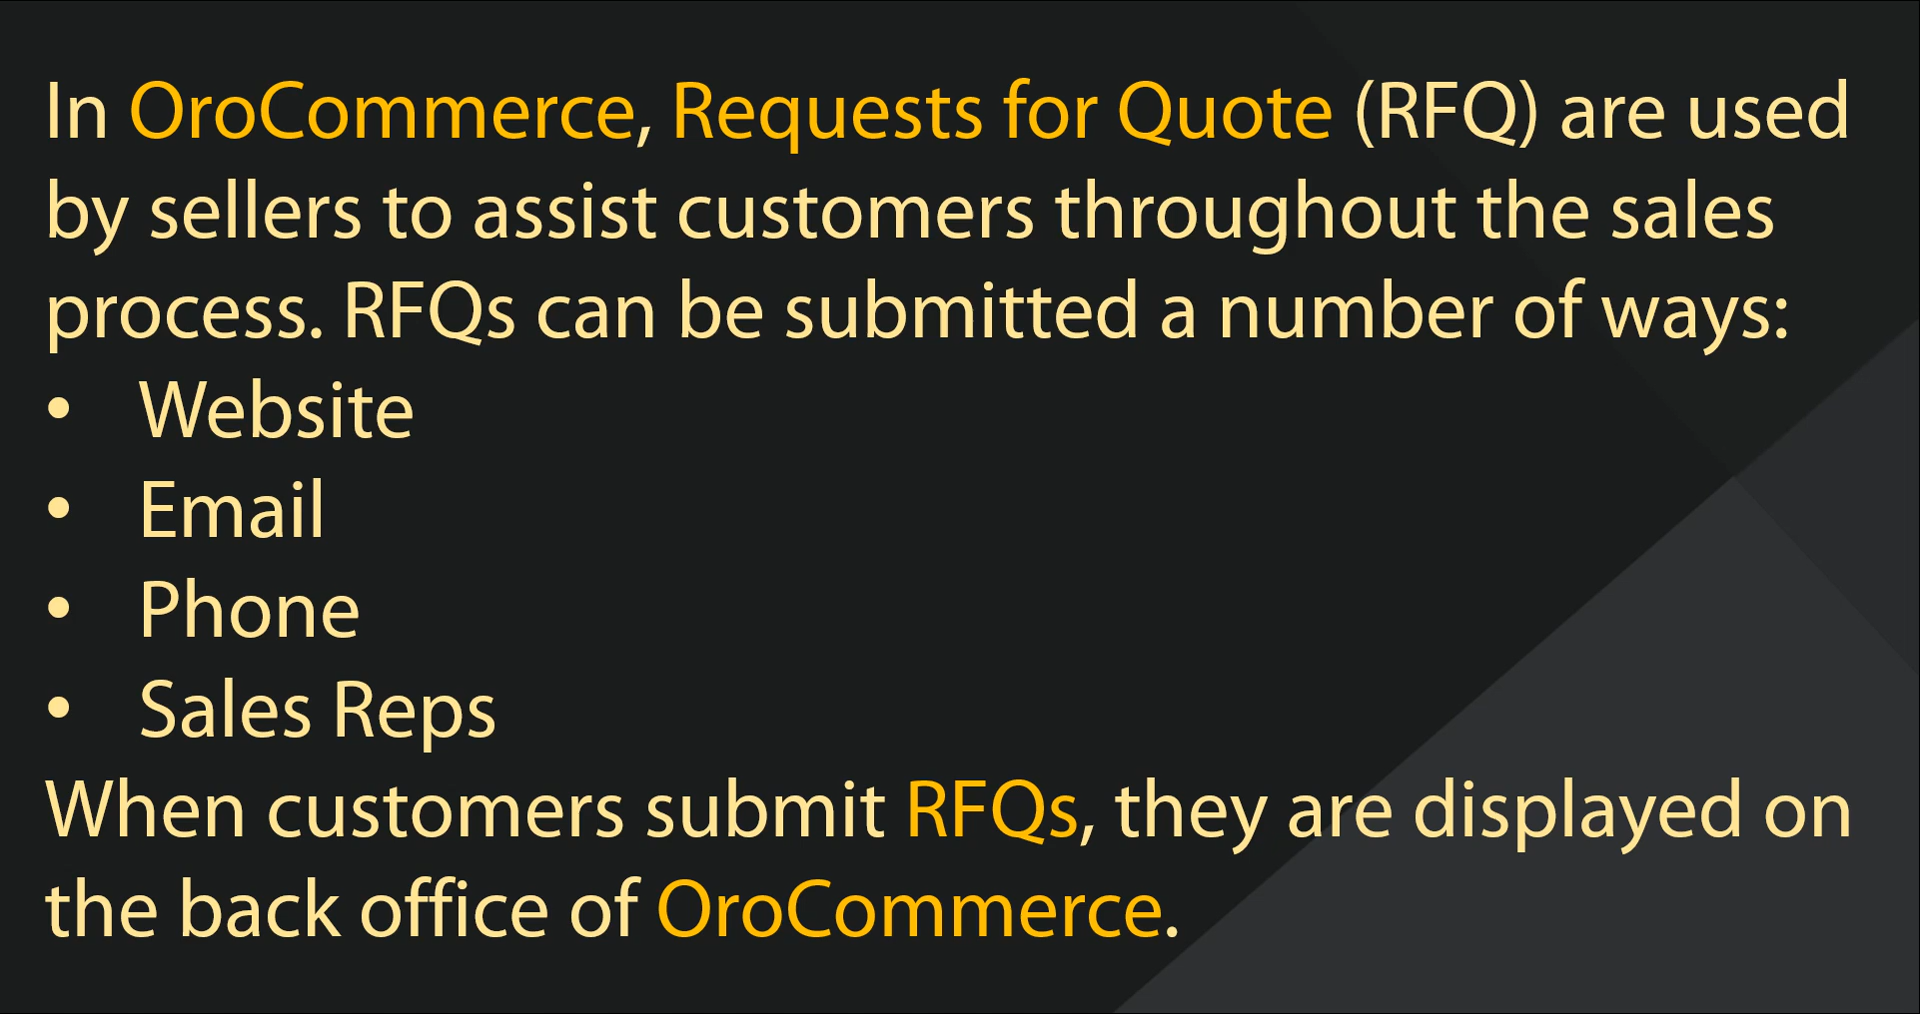 In OroCommerce, Requests for Quote (RFQ) are used
by sellers to assist customers throughout the sales
process. RFQs can be submitted a number of ways:
• Website
• Email
• Phone
• Sales Reps
When customers submit RFQs, they are displayed on
the back office of OroCommerce.